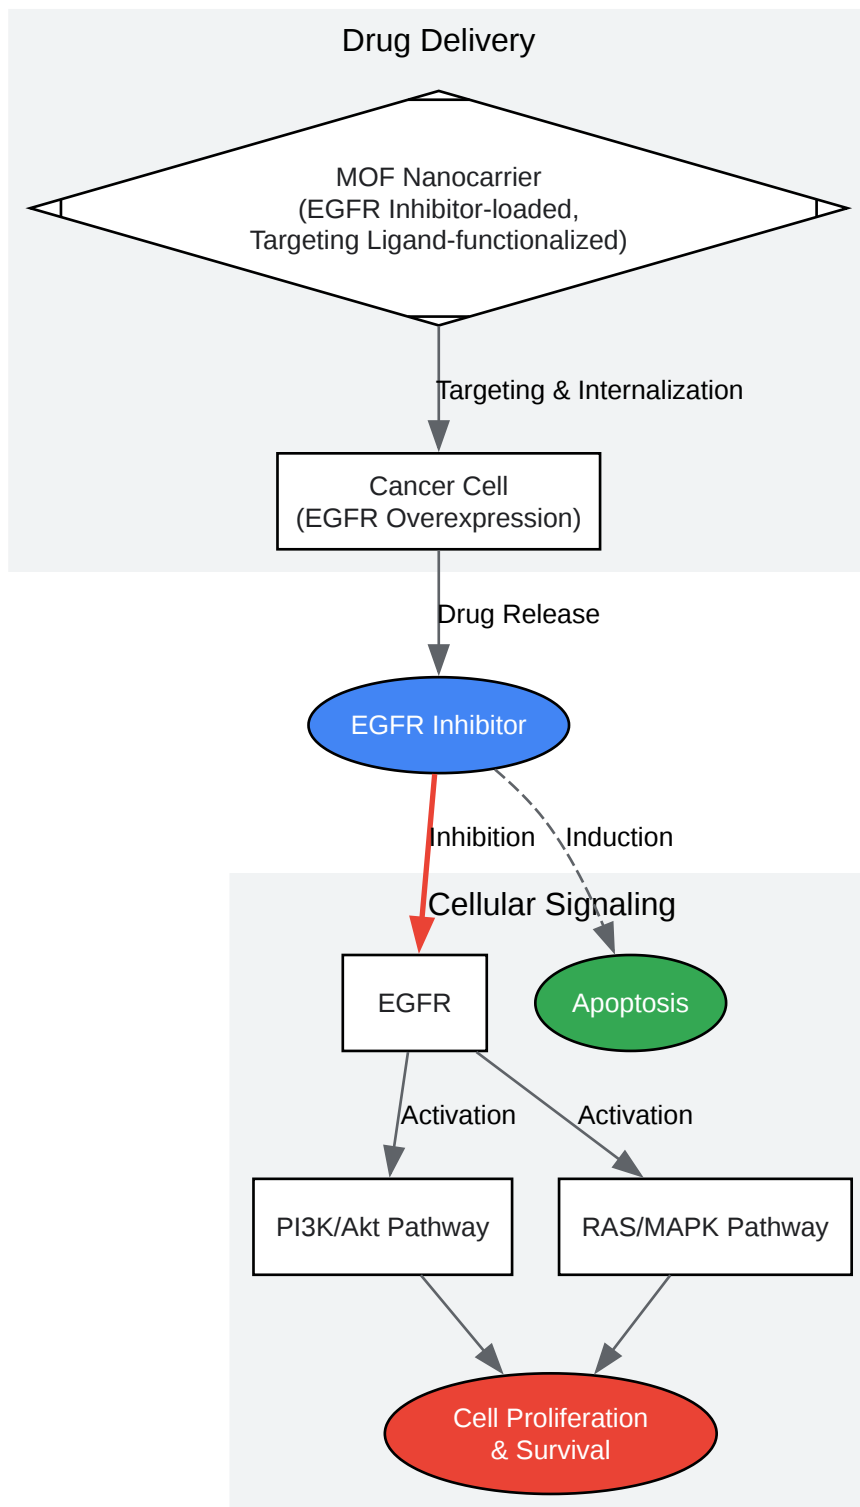 Drug Delivery
MOF Nanocarrier
(EGFR Inhibitor-loaded,
Targeting Ligand-functionalized)
Targeting & Internalization
Cancer Cell
(EGFR Overexpression)
Drug Release
EGFR Inhibitor
Inhibition
Induction
Cellular Signaling
EGFR
Apoptosis
Activation
Activation
PI3K/Akt Pathway
RAS/MAPK Pathway
Cell Proliferation
& Survival